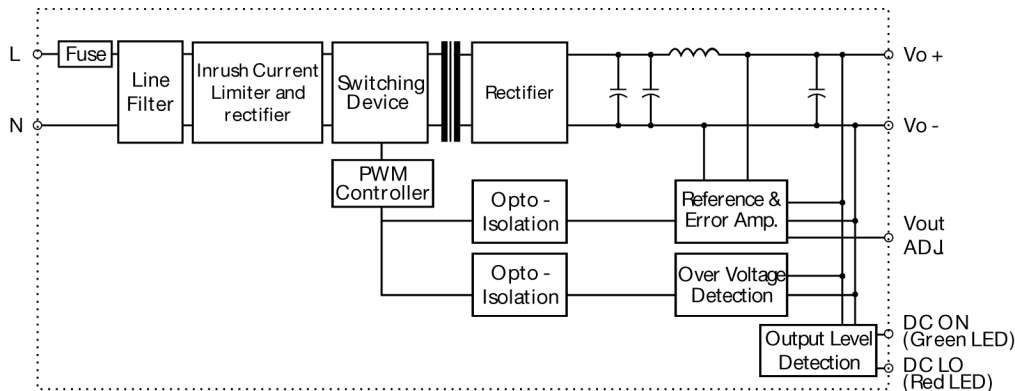 L
Fuse
Line
Filter
Inrush Current
Limiter and
rectifier
Switching
Device
Rectifier
Vo +
N
Vo -
PWM
Controller
Opto -
Isolation
Reference &
Error Amp.
Vout
ADJ.
Opto -
Isolation
Over Voltage
Detection
Output Level
Detection
DC ON
(Green LED)
DC LO
(Red LED)